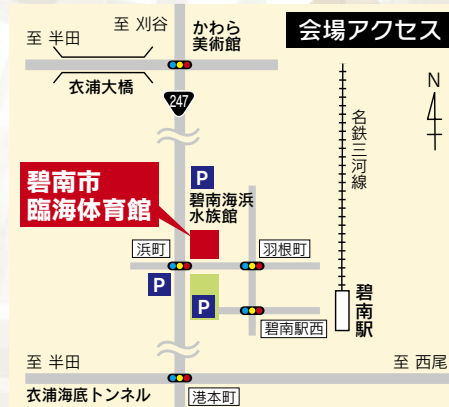 会場アクセス
至 刈谷
至 半田
かわら
美術館
衣浦大橋
247
N
名鉄三河線
碧南市
臨海体育館
P
碧南海浜
水族館
浜町
羽根町
P
P
碧南駅西
碧南駅
至 半田
至 西尾
衣浦海底トンネル
港本町